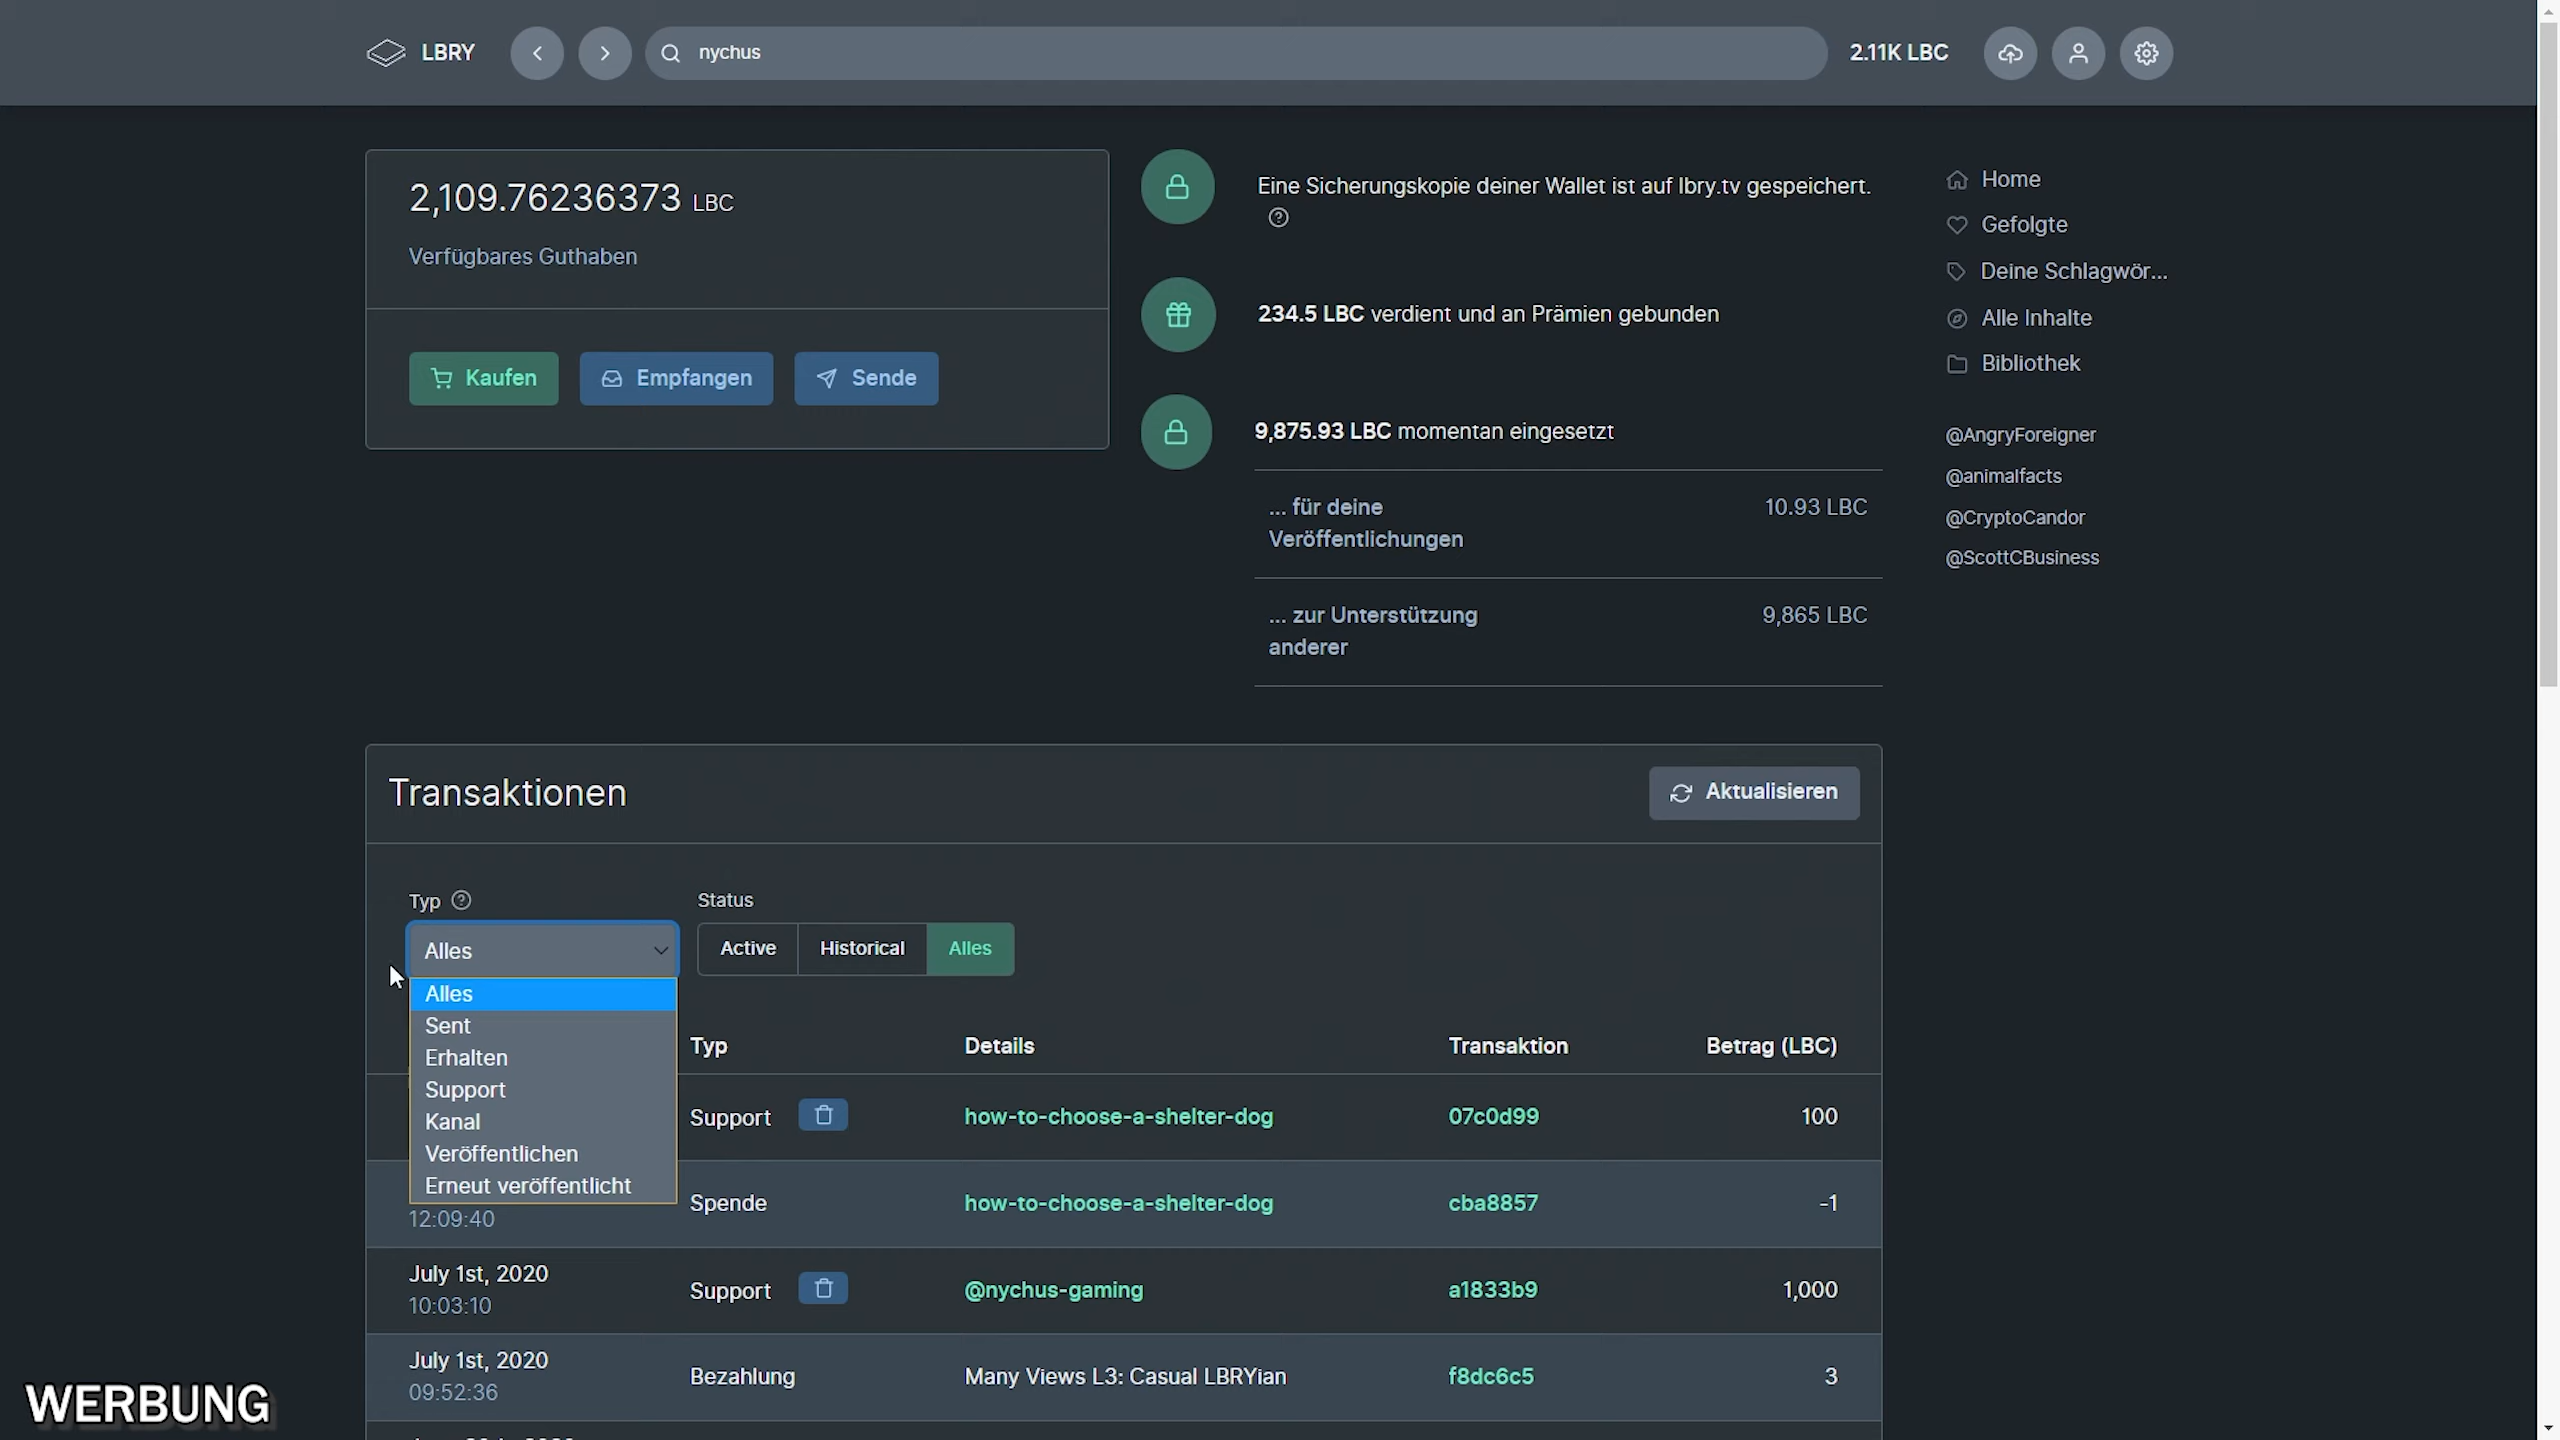 LBRY
nychus
2.11K LBC
2,109.76236373 LBC
Verfügbares Guthaben
Kaufen
Empfangen
Sende
Eine Sicherungskopie deiner Wallet ist auf lbry.tv gespeichert.
234.5 LBC verdient und an Prämien gebunden
9,875.93 LBC momentan eingesetzt
... für deine
Veröffentlichungen
10.93 LBC
... zur Unterstützung
anderer
9,865 LBC
Home
Gefolgte
Deine Schlagwör...
Alle Inhalte
Bibliothek
@AngryForeigner
@animalfacts
@CryptoCandor
@ScottCBusiness
Transaktionen
Aktualisieren
Typ
Status
Alles
Active
Historical
Alles
Alles
Sent
Erhalten
Support
Kanal
Veröffentlichen
Erneut veröffentlicht
Typ
Details
Transaktion
Betrag (LBC)
Support
how-to-choose-a-shelter-dog
07c0d99
100
12:09:40
Spende
how-to-choose-a-shelter-dog
cba8857
-1
July 1st, 2020
10:03:10
Support
@nychus-gaming
a1833b9
1,000
July 1st, 2020
09:52:36
Bezahlung
Many Views L3: Casual LBRYian
f8dc6c5
3
WERBUNG